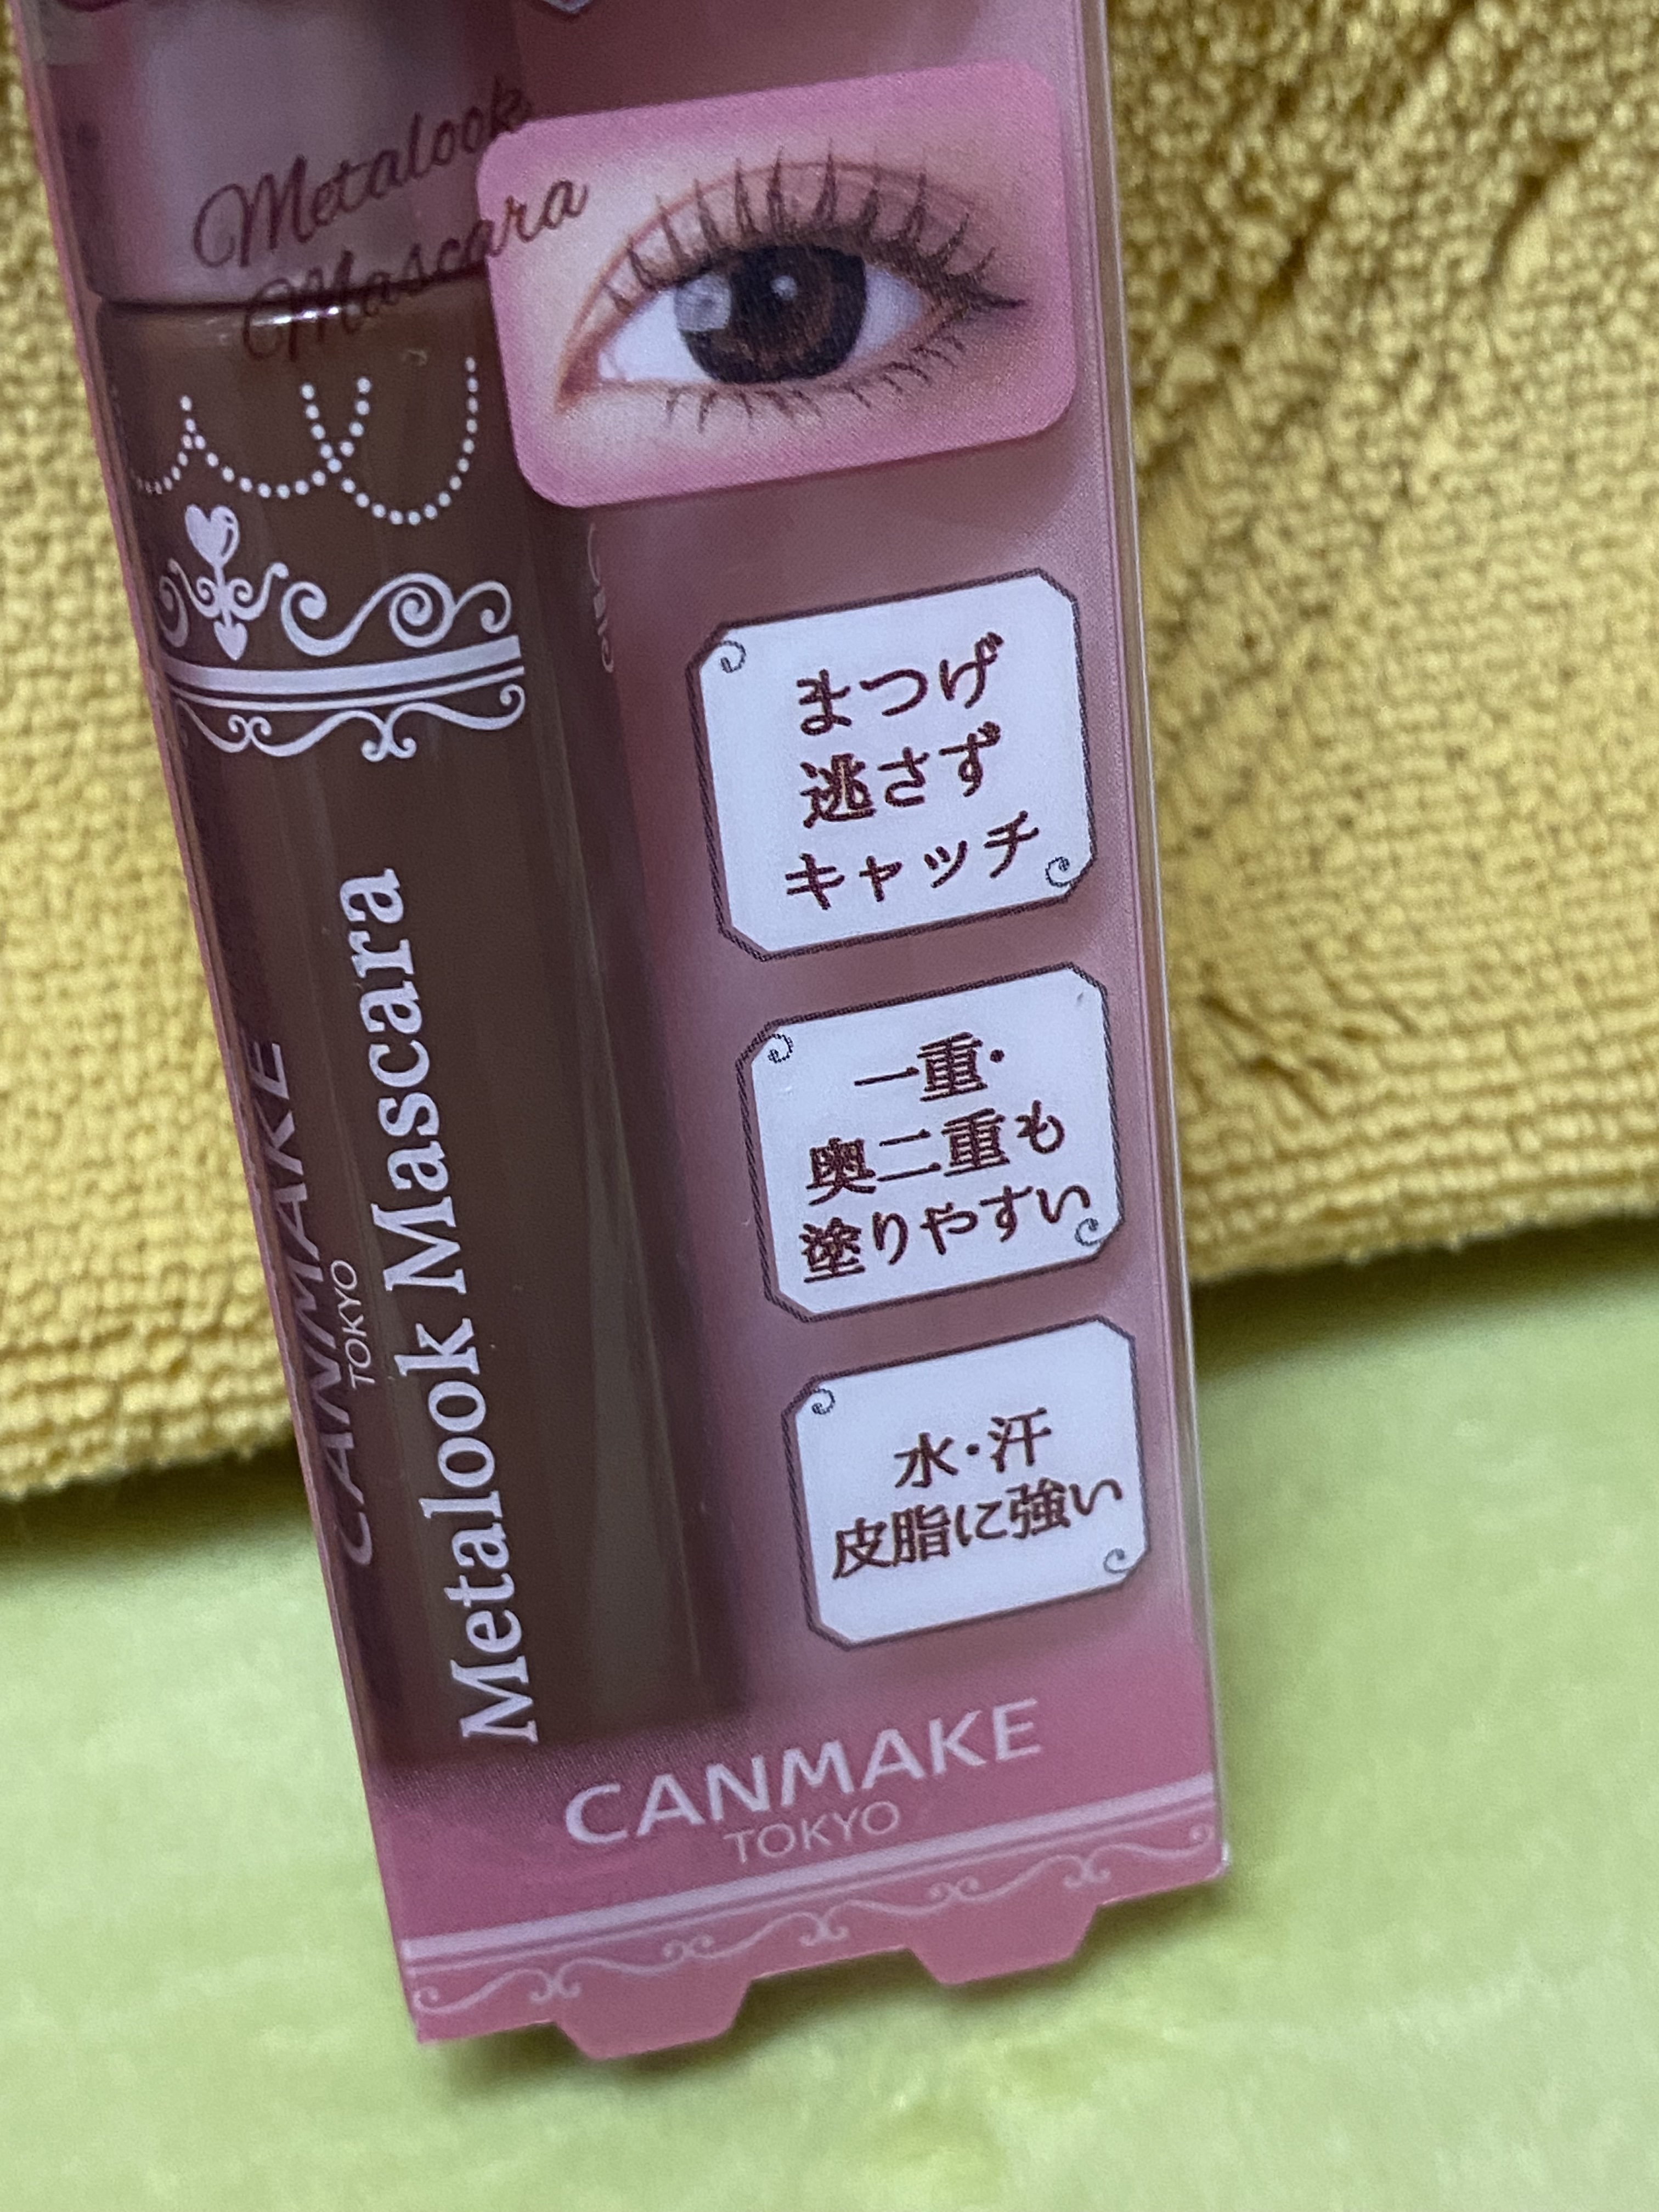 Metalook
Mascara
まつげ
逃さず
キャッチ
一重・
奥二重も
塗りやすい
水・汗
皮脂に強い
CANMAKE
TOKYO
Metalook Mascara
CANMAKE
TOKYO